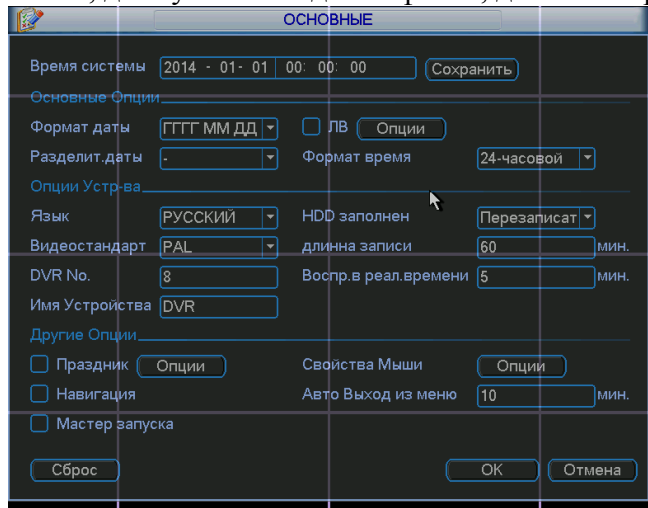 ОСНОВНЫЕ
Время системы 2014 - 01- 01 00: 00: 00 Сохранить
Основные Опции
Формат даты ГГГГ ММ ДД ЛВ Опции
Разделит.даты - Формат время 24-часовой
Опции Устр-ва
Язык РУССКИЙ HDD заполнен Перезаписат
Видеостандарт PAL длинна записи 60 мин.
DVR No. 8 Воспр.в реал.времени 5 мин.
Имя Устройства DVR
Другие Опции
Праздник Опции Свойства Мыши Опции
Навигация Авто Выход из меню 10 мин.
Мастер запуска
Сброс OK Отмена